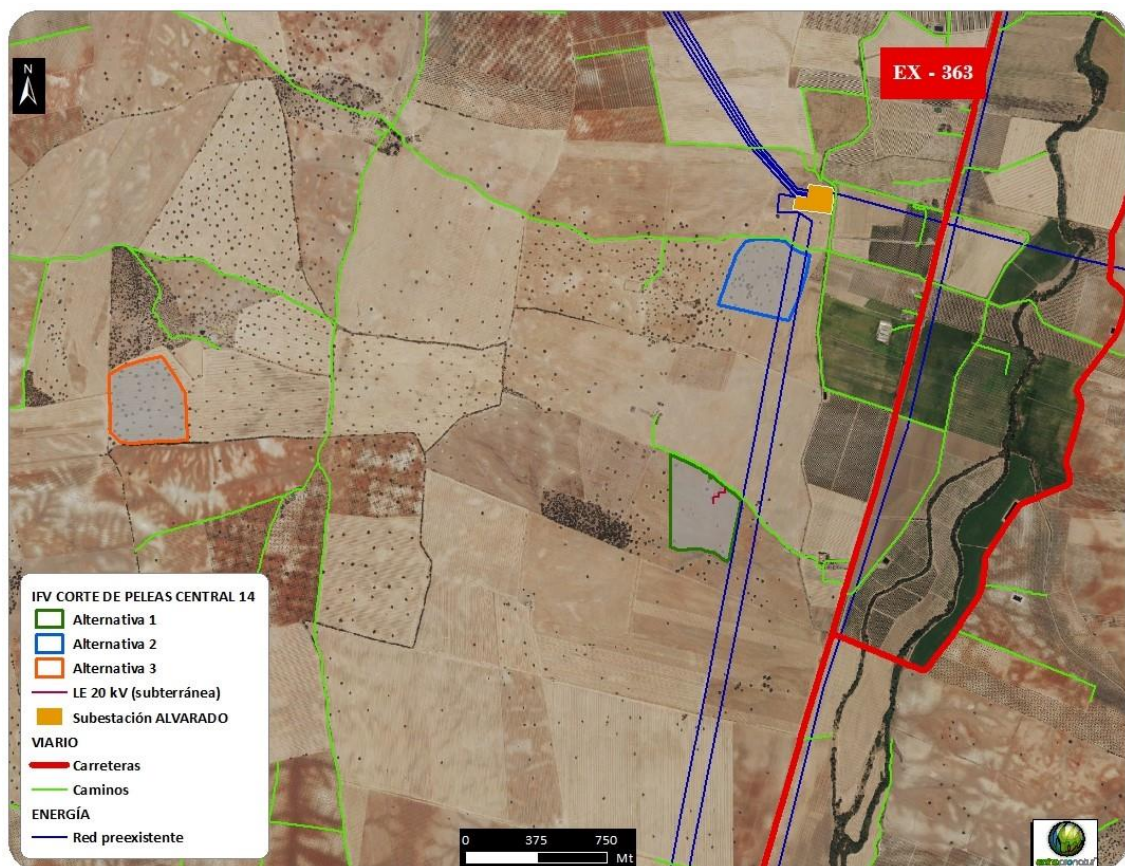 N
EX - 363
IFV CORTE DE PELEAS CENTRAL 14
Alternativa 1
Alternativa 2
Alternativa 3
LE 20 kV (subterránea)
Subestación ALVARADO
VIARIO
Carreteras
Caminos
ENERGÍA
Red preexistente
0 375 750
Mt